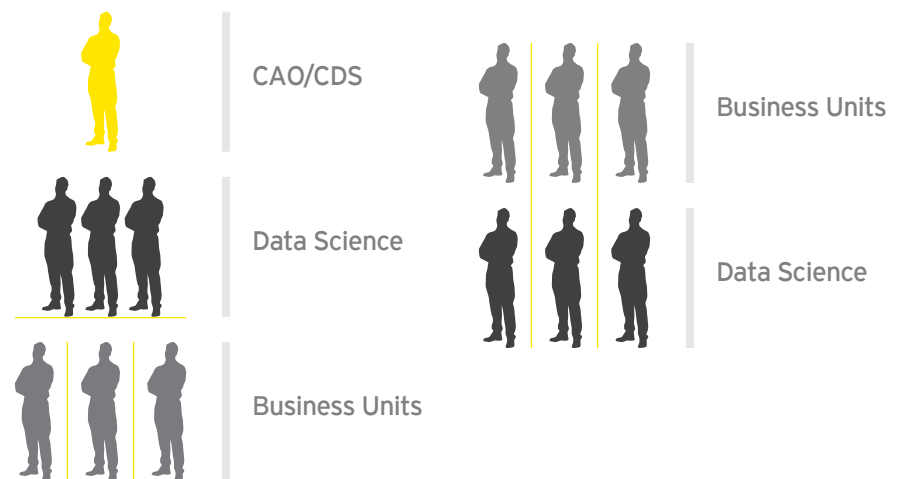 CAO/CDS
Data Science
Business Units
Business Units
Data Science